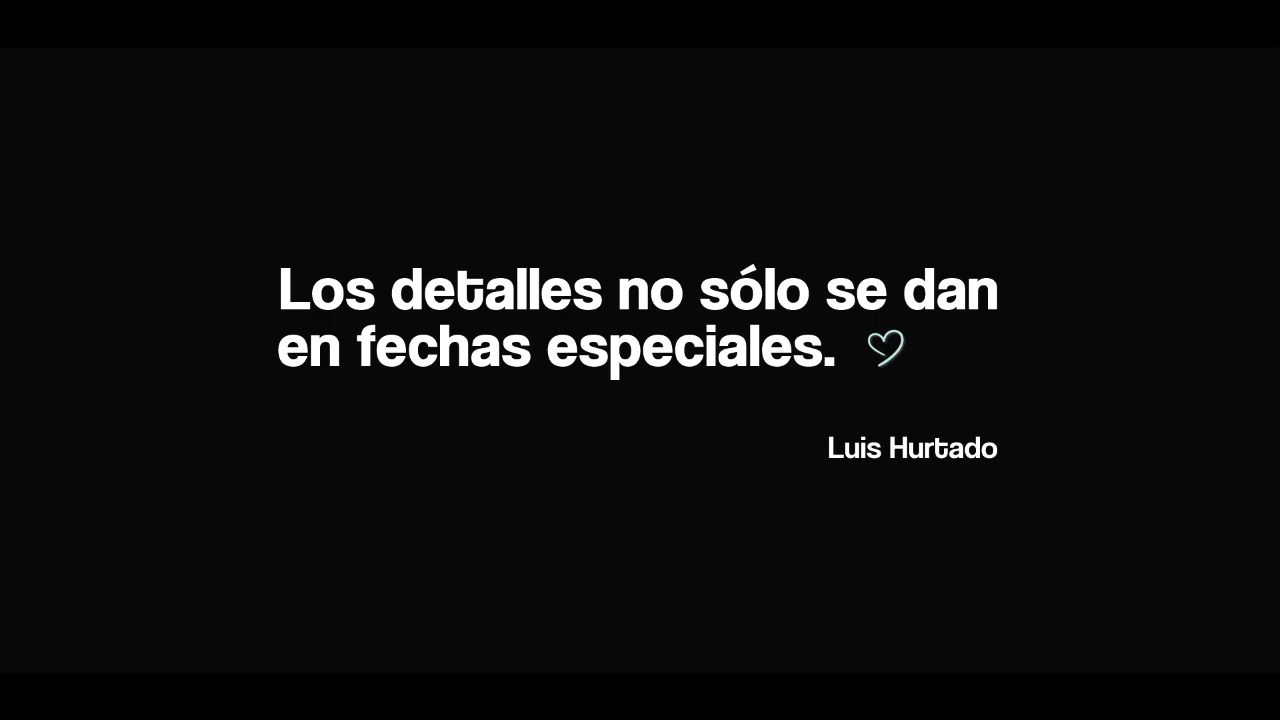 Los detalles no sólo se dan
en fechas especiales. ♡
Luis Hurtado